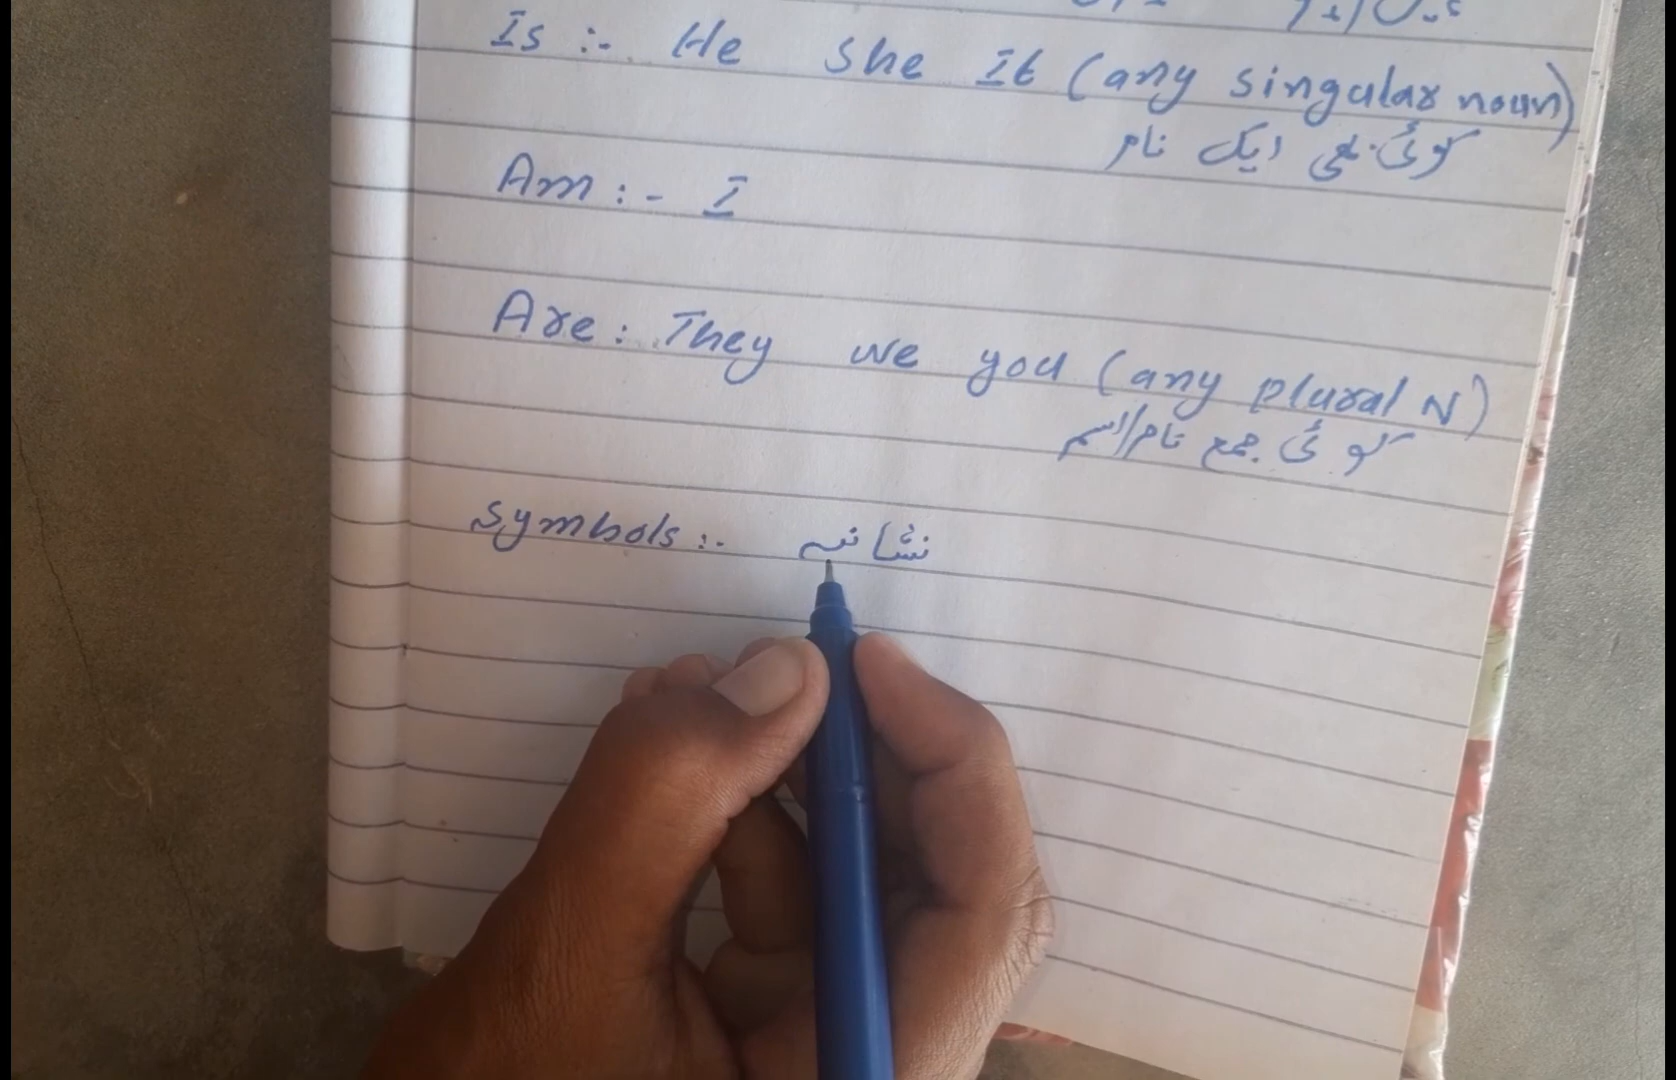 Is :- He She It (any singular noun)
کوئی بھی ایک نام
Am :- I
Are : They we you (any plural N)
کوئی جمع نام/اسم
Symbols :- نشانی